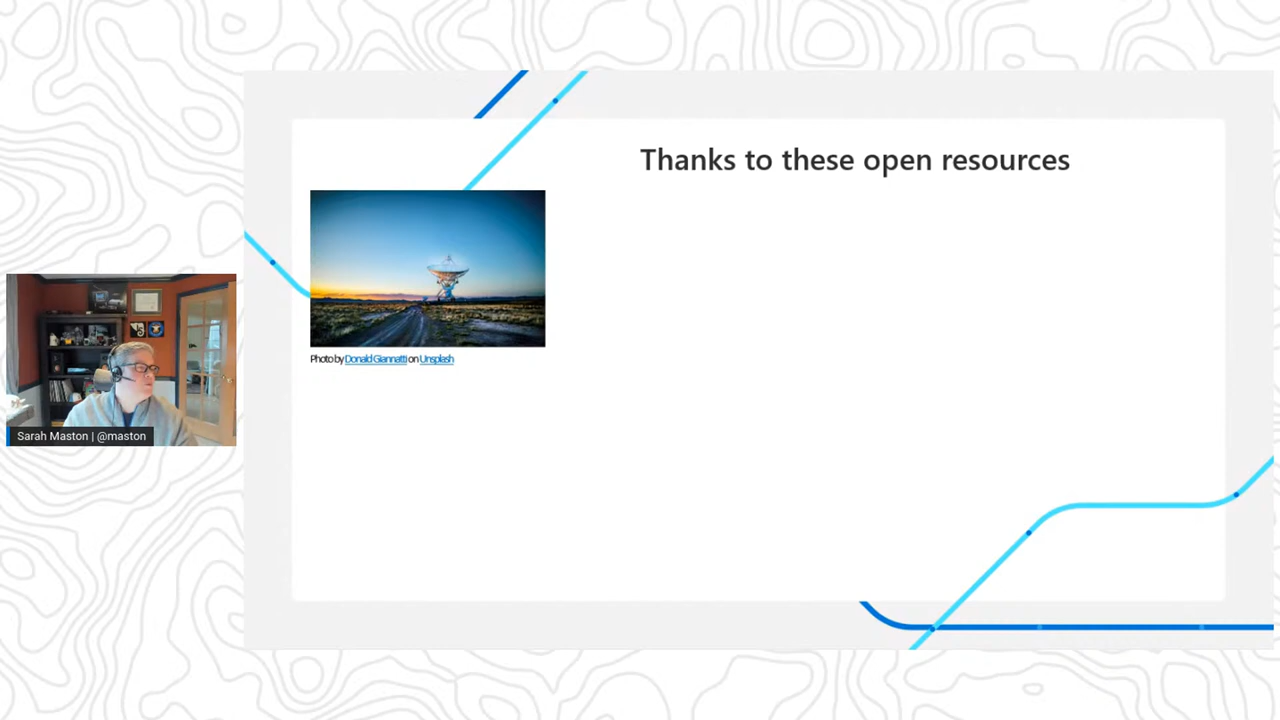 Thanks to these open resources
Photo by Donald Giannatti on Unsplash
Sarah Maston | @maston